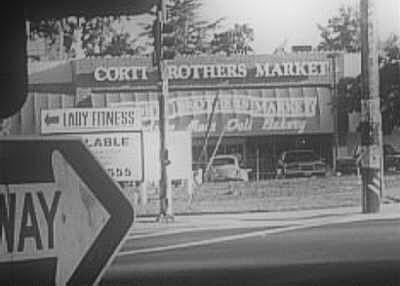 CORTI BROTHERS MARKET
BROTHERS MARKET
Deli Bakery
LADY FITNESS
LABLE
555
WAY